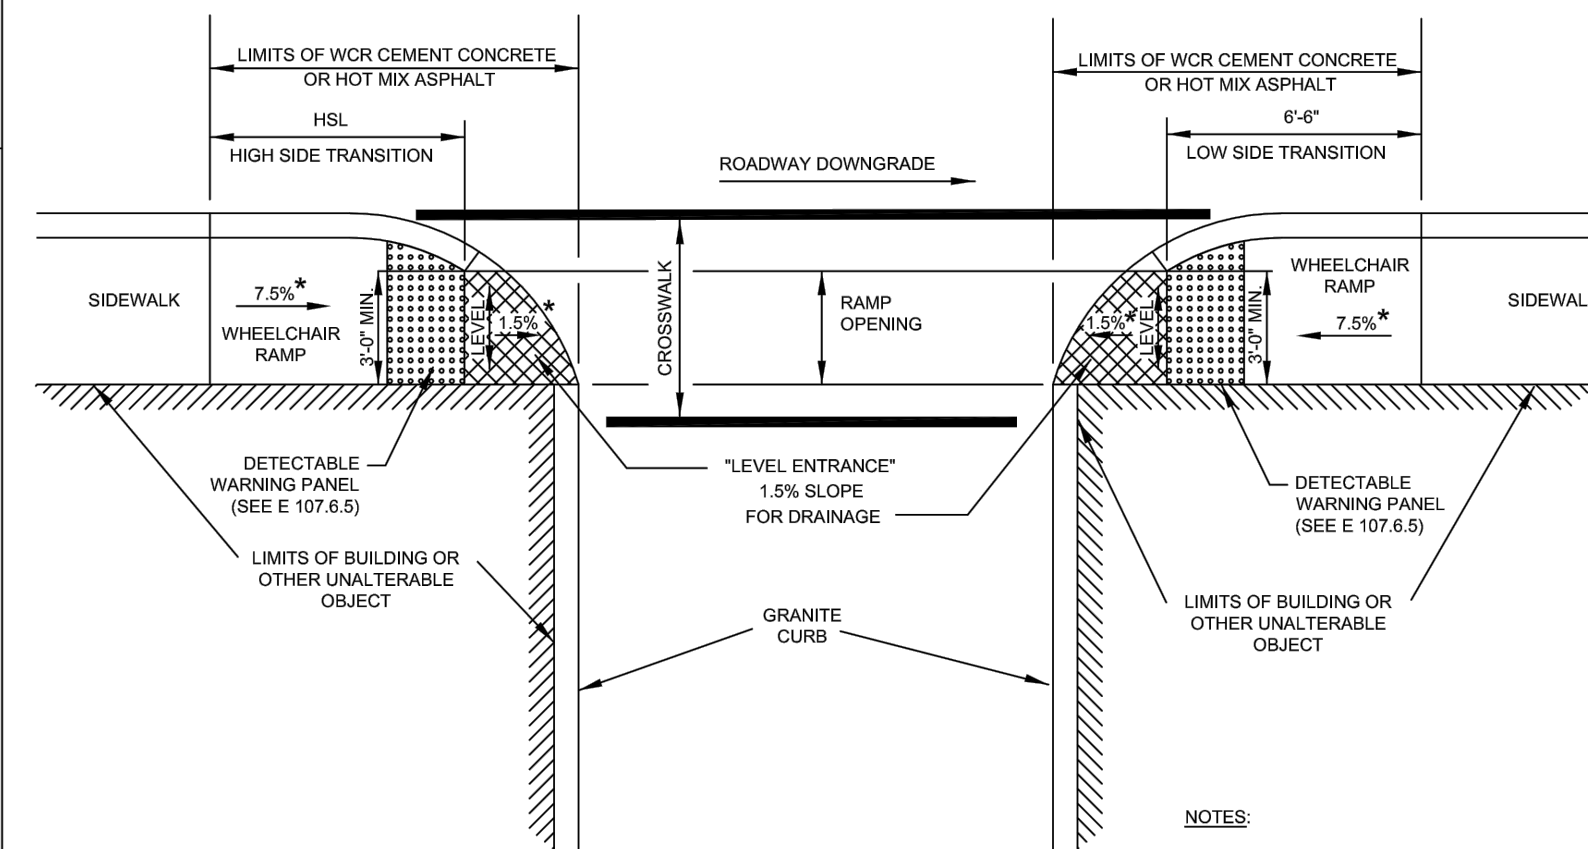 LIMITS OF WCR CEMENT CONCRETE
OR HOT MIX ASPHALT
HSL
HIGH SIDE TRANSITION
ROADWAY DOWNGRADE
LIMITS OF WCR CEMENT CONCRETE
OR HOT MIX ASPHALT
6'-6"
LOW SIDE TRANSITION
SIDEWALK
7.5%*
WHEELCHAIR
RAMP
3'-0" MIN.
LEVEL
1.5%*
CROSSWALK
RAMP
OPENING
1.5%*
LEVEL
3'-0" MIN.
WHEELCHAIR
RAMP
7.5%*
SIDEWAL
DETECTABLE
WARNING PANEL
(SEE E 107.6.5)
"LEVEL ENTRANCE"
1.5% SLOPE
FOR DRAINAGE
DETECTABLE
WARNING PANEL
(SEE E 107.6.5)
LIMITS OF BUILDING OR
OTHER UNALTERABLE
OBJECT
GRANITE
CURB
LIMITS OF BUILDING OR
OTHER UNALTERABLE
OBJECT
NOTES: